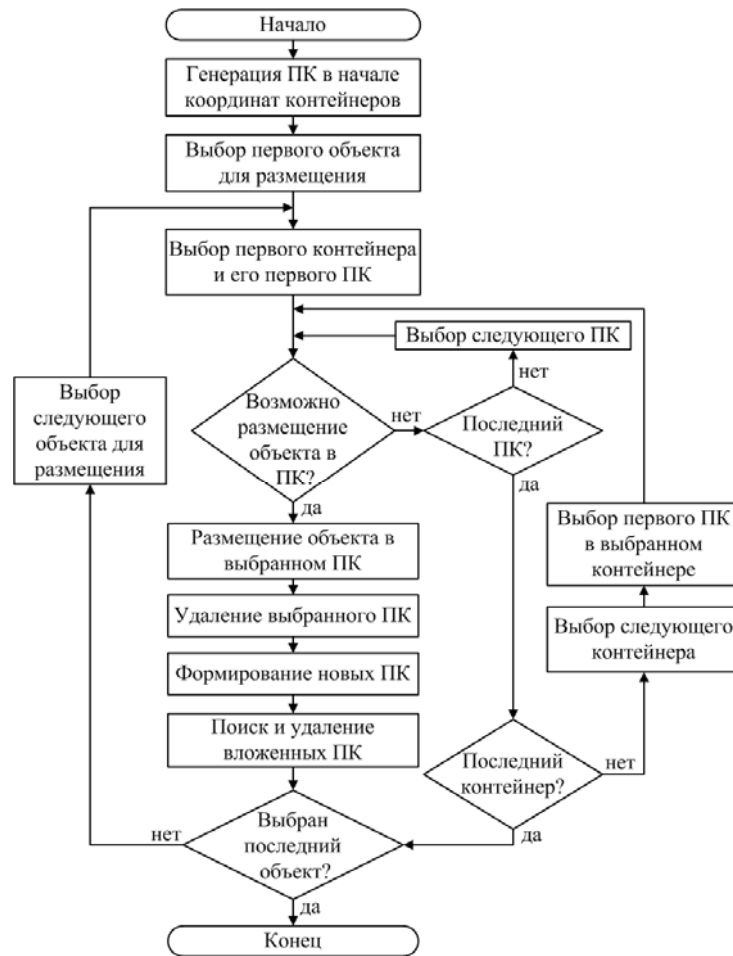 Начало
Генерация ПК в начале
координат контейнеров
Выбор первого объекта
для размещения
Выбор первого контейнера
и его первого ПК
Выбор следующего ПК
нет
Выбор
следующего
объекта для
размещения
Возможно
размещение
объекта в
ПК?
нет
Последний
ПК?
да
да
Размещение объекта в
выбранном ПК
Выбор первого ПК
в выбранном
контейнере
Удаление выбранного ПК
Выбор следующего
контейнера
Формирование новых ПК
Поиск и удаление
вложенных ПК
Последний
контейнер?
нет
да
нет
Выбран
последний
объект?
да
Конец